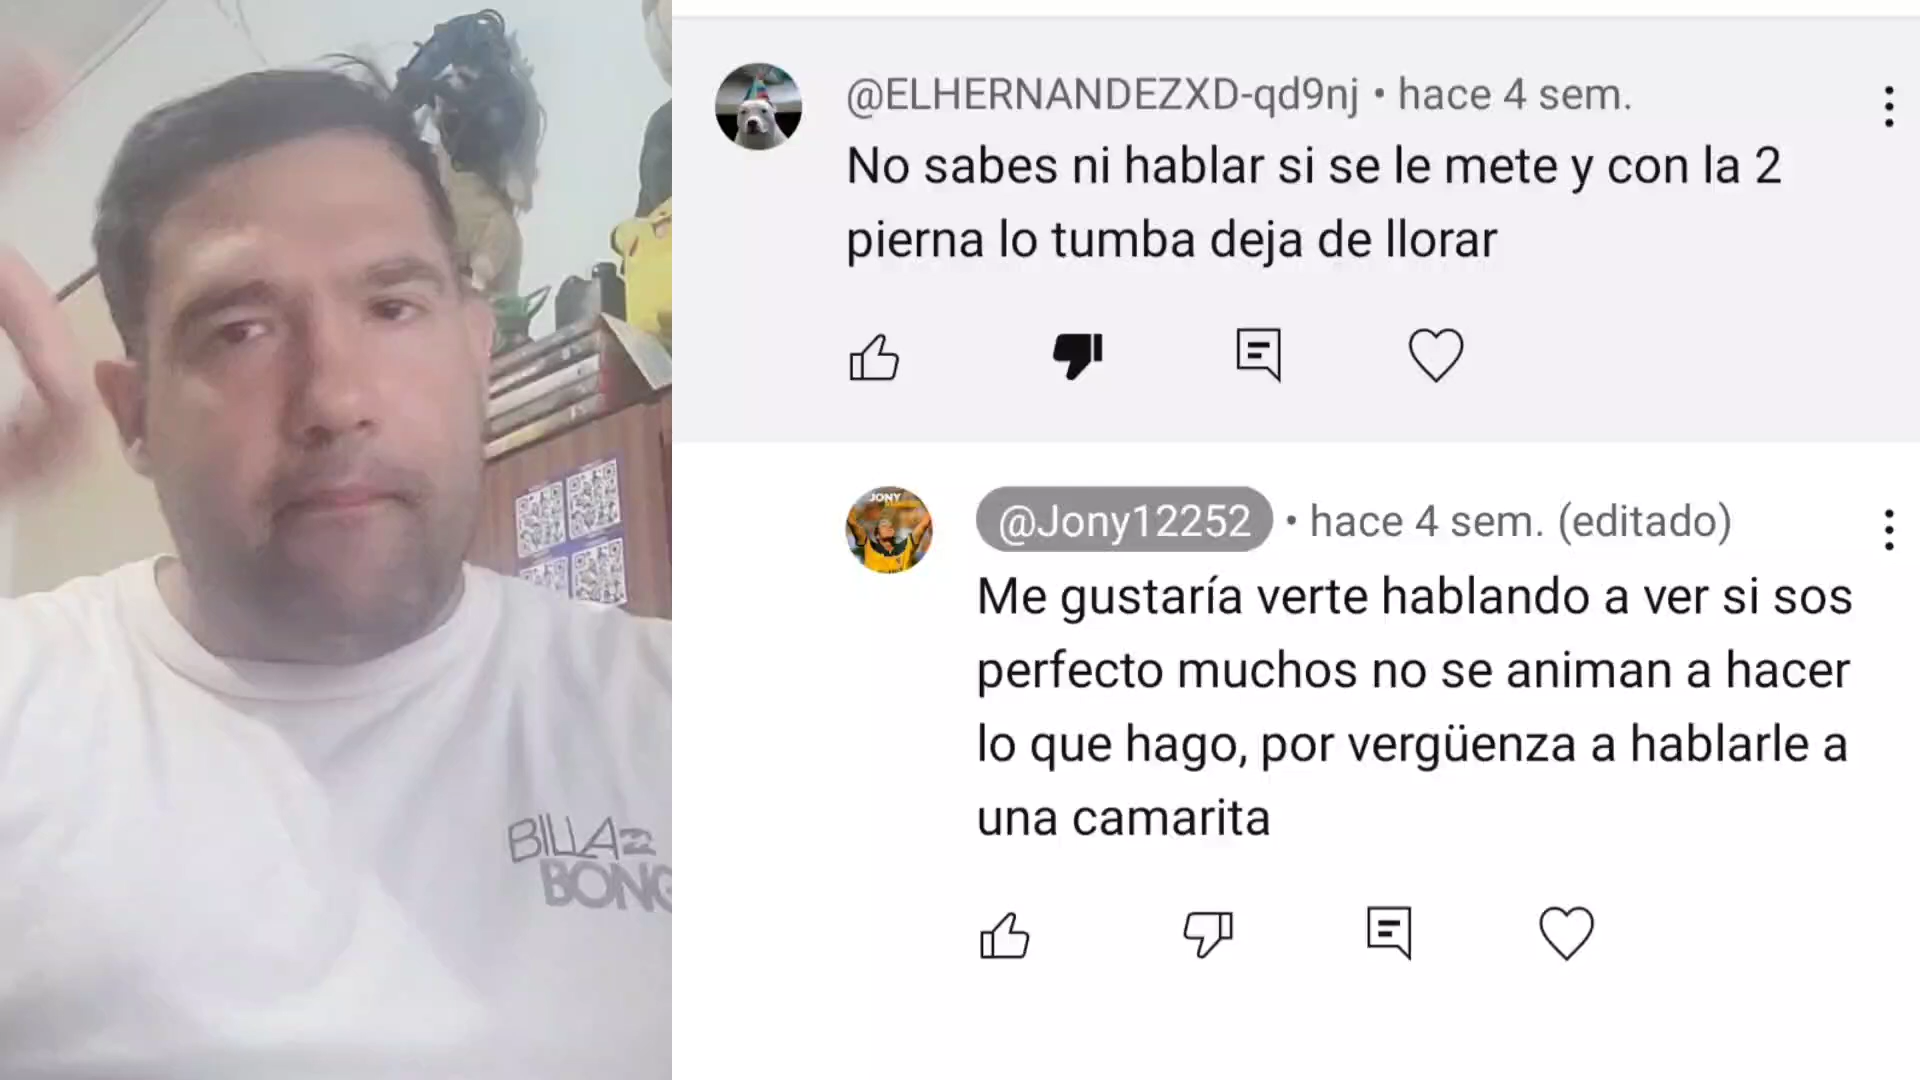 @ELHERNANDEZXD-qd9nj • hace 4 sem.
No sabes ni hablar si se le mete y con la 2
pierna lo tumba deja de llorar
JONY
@Jony12252 • hace 4 sem. (editado)
Me gustaría verte hablando a ver si sos
perfecto muchos no se animan a hacer
lo que hago, por vergüenza a hablarle a
una camarita
BILLA
BONG